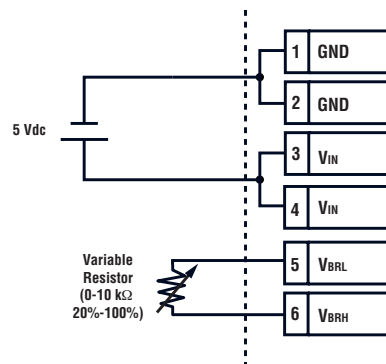 1 GND
2 GND
5 Vdc
3 VIN
4 VIN
Variable
Resistor
(0-10 kΩ
20%-100%)
5 VBRL
6 VBRH